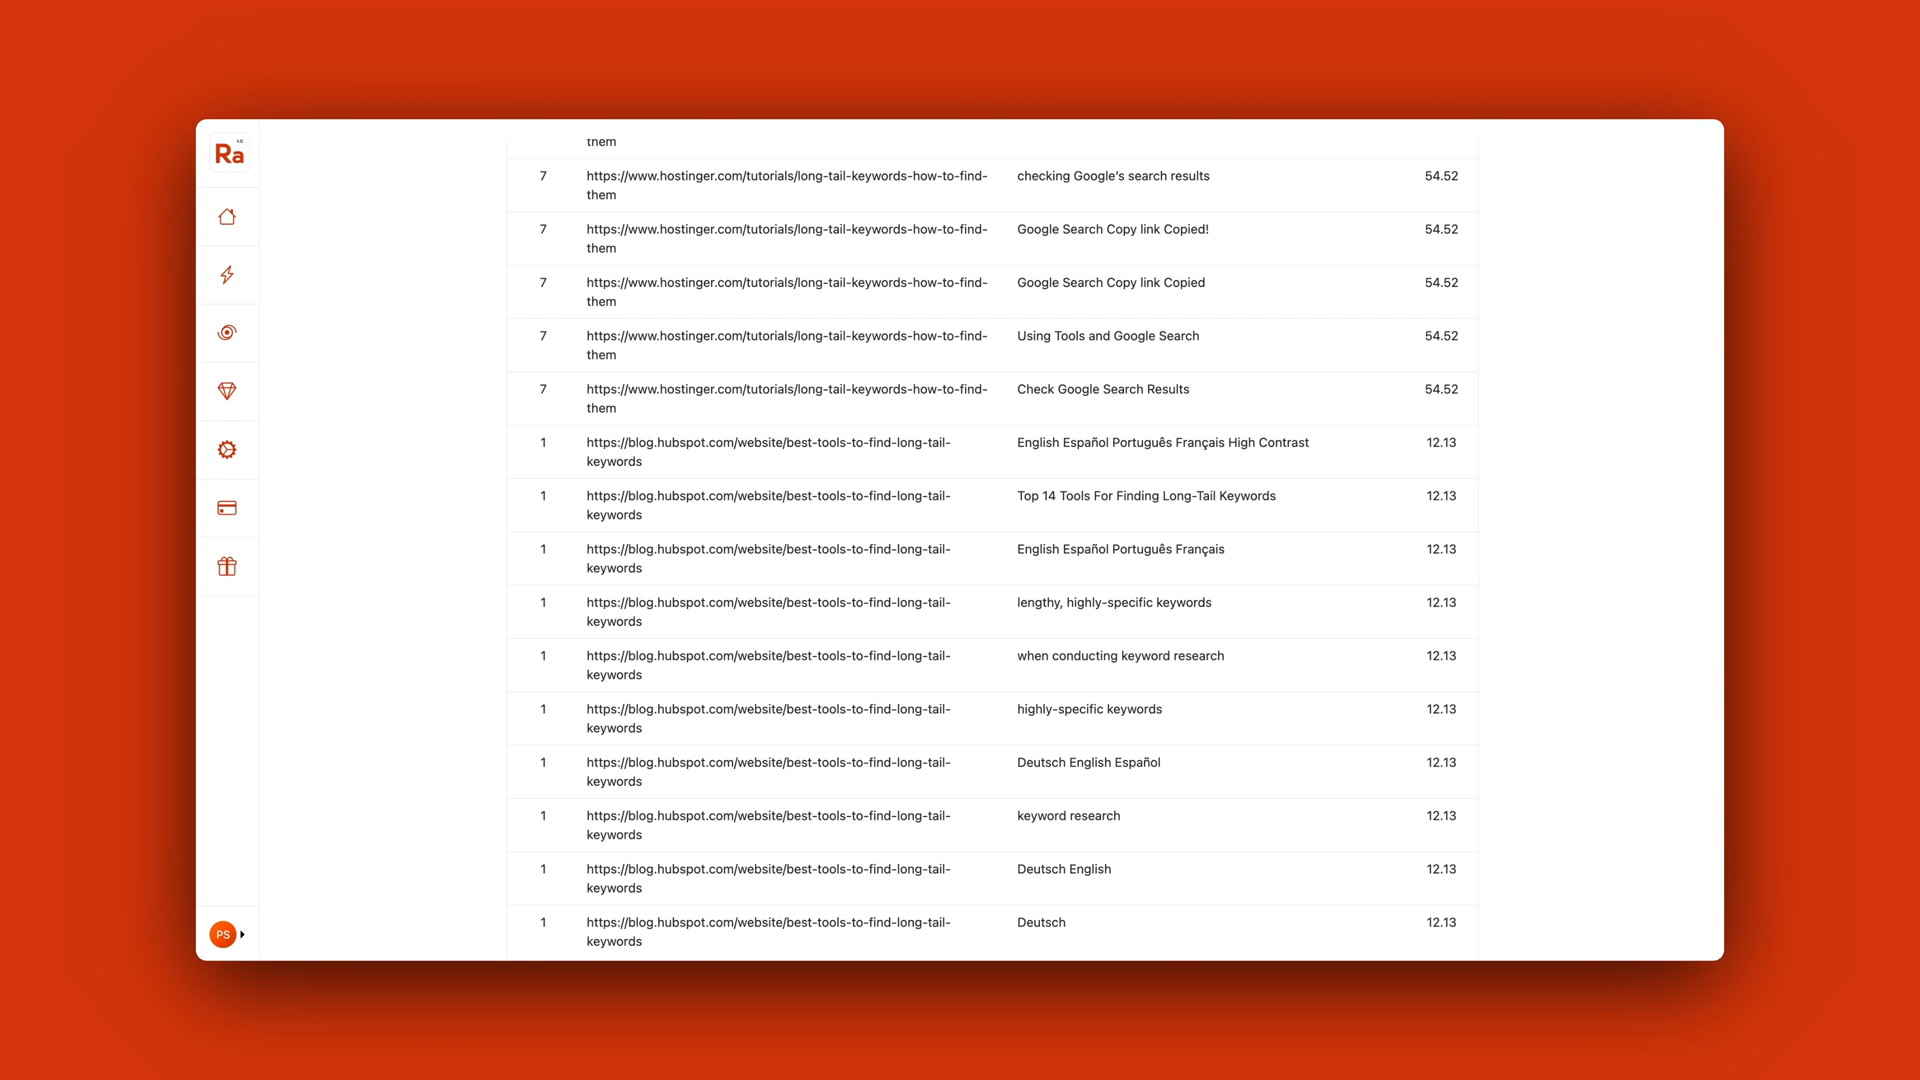 1.0
Ra
them
7 https://www.hostinger.com/tutorials/long-tail-keywords-how-to-find- checking Google’s search results 54.52
them
7 https://www.hostinger.com/tutorials/long-tail-keywords-how-to-find- Google Search Copy link Copied! 54.52
them
7 https://www.hostinger.com/tutorials/long-tail-keywords-how-to-find- Google Search Copy link Copied 54.52
them
7 https://www.hostinger.com/tutorials/long-tail-keywords-how-to-find- Using Tools and Google Search 54.52
them
7 https://www.hostinger.com/tutorials/long-tail-keywords-how-to-find- Check Google Search Results 54.52
them
1 https://blog.hubspot.com/website/best-tools-to-find-long-tail- English Español Português Français High Contrast 12.13
keywords
1 https://blog.hubspot.com/website/best-tools-to-find-long-tail- Top 14 Tools For Finding Long-Tail Keywords 12.13
keywords
1 https://blog.hubspot.com/website/best-tools-to-find-long-tail- English Español Português Français 12.13
keywords
1 https://blog.hubspot.com/website/best-tools-to-find-long-tail- lengthy, highly-specific keywords 12.13
keywords
1 https://blog.hubspot.com/website/best-tools-to-find-long-tail- when conducting keyword research 12.13
keywords
1 https://blog.hubspot.com/website/best-tools-to-find-long-tail- highly-specific keywords 12.13
keywords
1 https://blog.hubspot.com/website/best-tools-to-find-long-tail- Deutsch English Español 12.13
keywords
1 https://blog.hubspot.com/website/best-tools-to-find-long-tail- keyword research 12.13
keywords
1 https://blog.hubspot.com/website/best-tools-to-find-long-tail- Deutsch English 12.13
keywords
1 https://blog.hubspot.com/website/best-tools-to-find-long-tail- Deutsch 12.13
keywords
PS